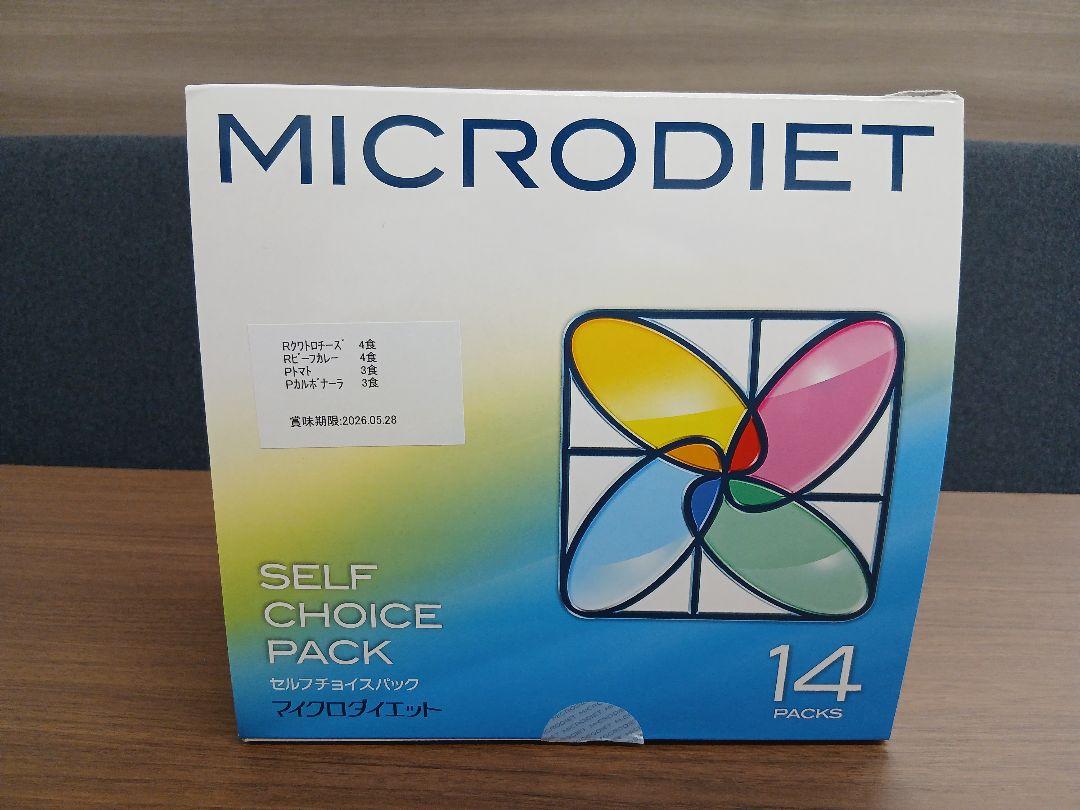 MICRODIET
Rｸﾜﾄﾛﾁｰｽﾞ 4食
Rﾋﾞｰﾌｶﾚｰ 4食
Pﾄﾏﾄ 3食
Pｶﾙﾎﾞﾅｰﾗ 3食
賞味期限:2026.05.28
SELF
CHOICE
PACK
セルフチョイスパック
マイクロダイエット
14
PACKS
MICRODIET